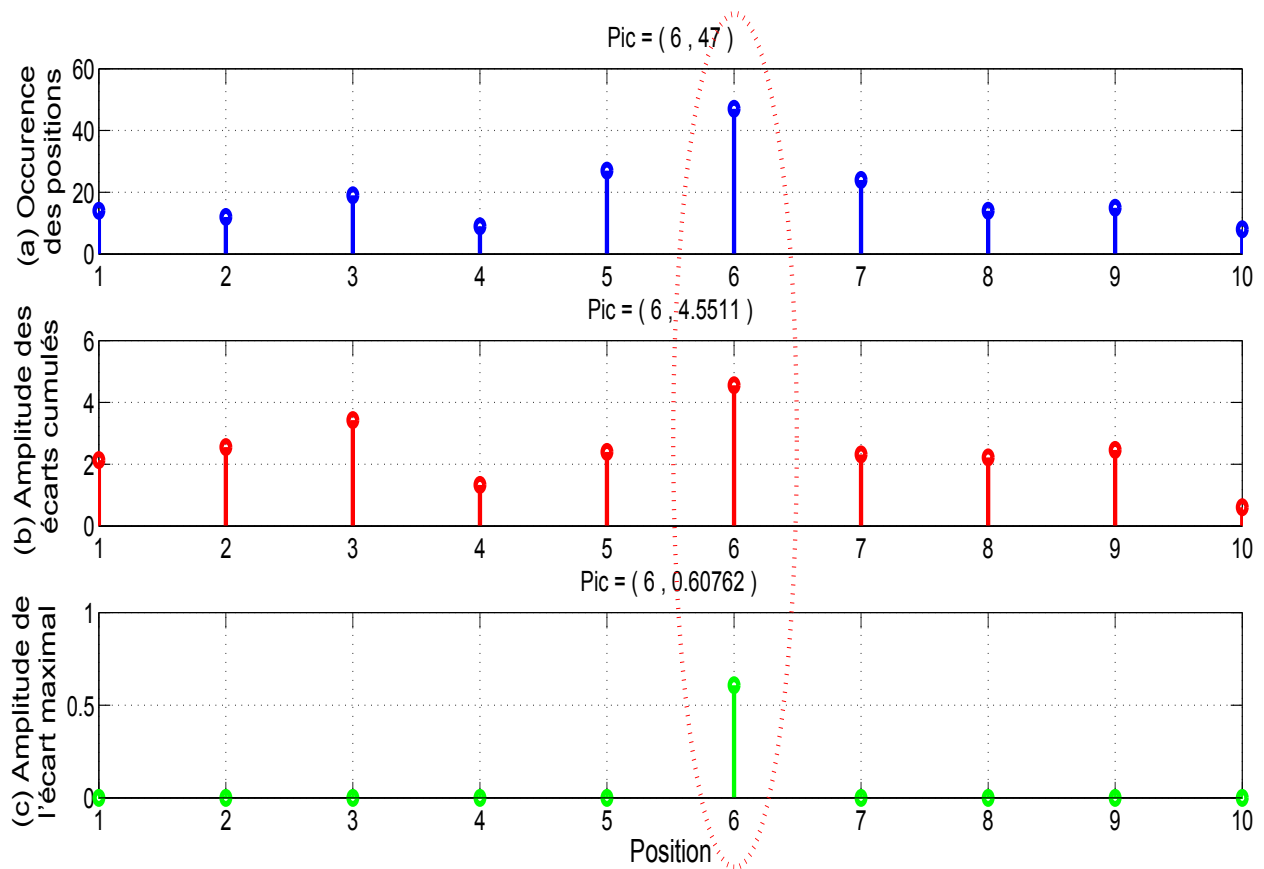 Pic = ( 6 , 47 )
(a) Occurence
des positions
60
40
20
0
1 2 3 4 5 6 7 8 9 10
Pic = ( 6 , 4.5511 )
(b) Amplitude des
écarts cumulés
6
4
2
0
1 2 3 4 5 6 7 8 9 10
Pic = ( 6 , 0.60762 )
(c) Amplitude de
l'écart maximal
1
0.5
0
1 2 3 4 5 6 7 8 9 10
Position